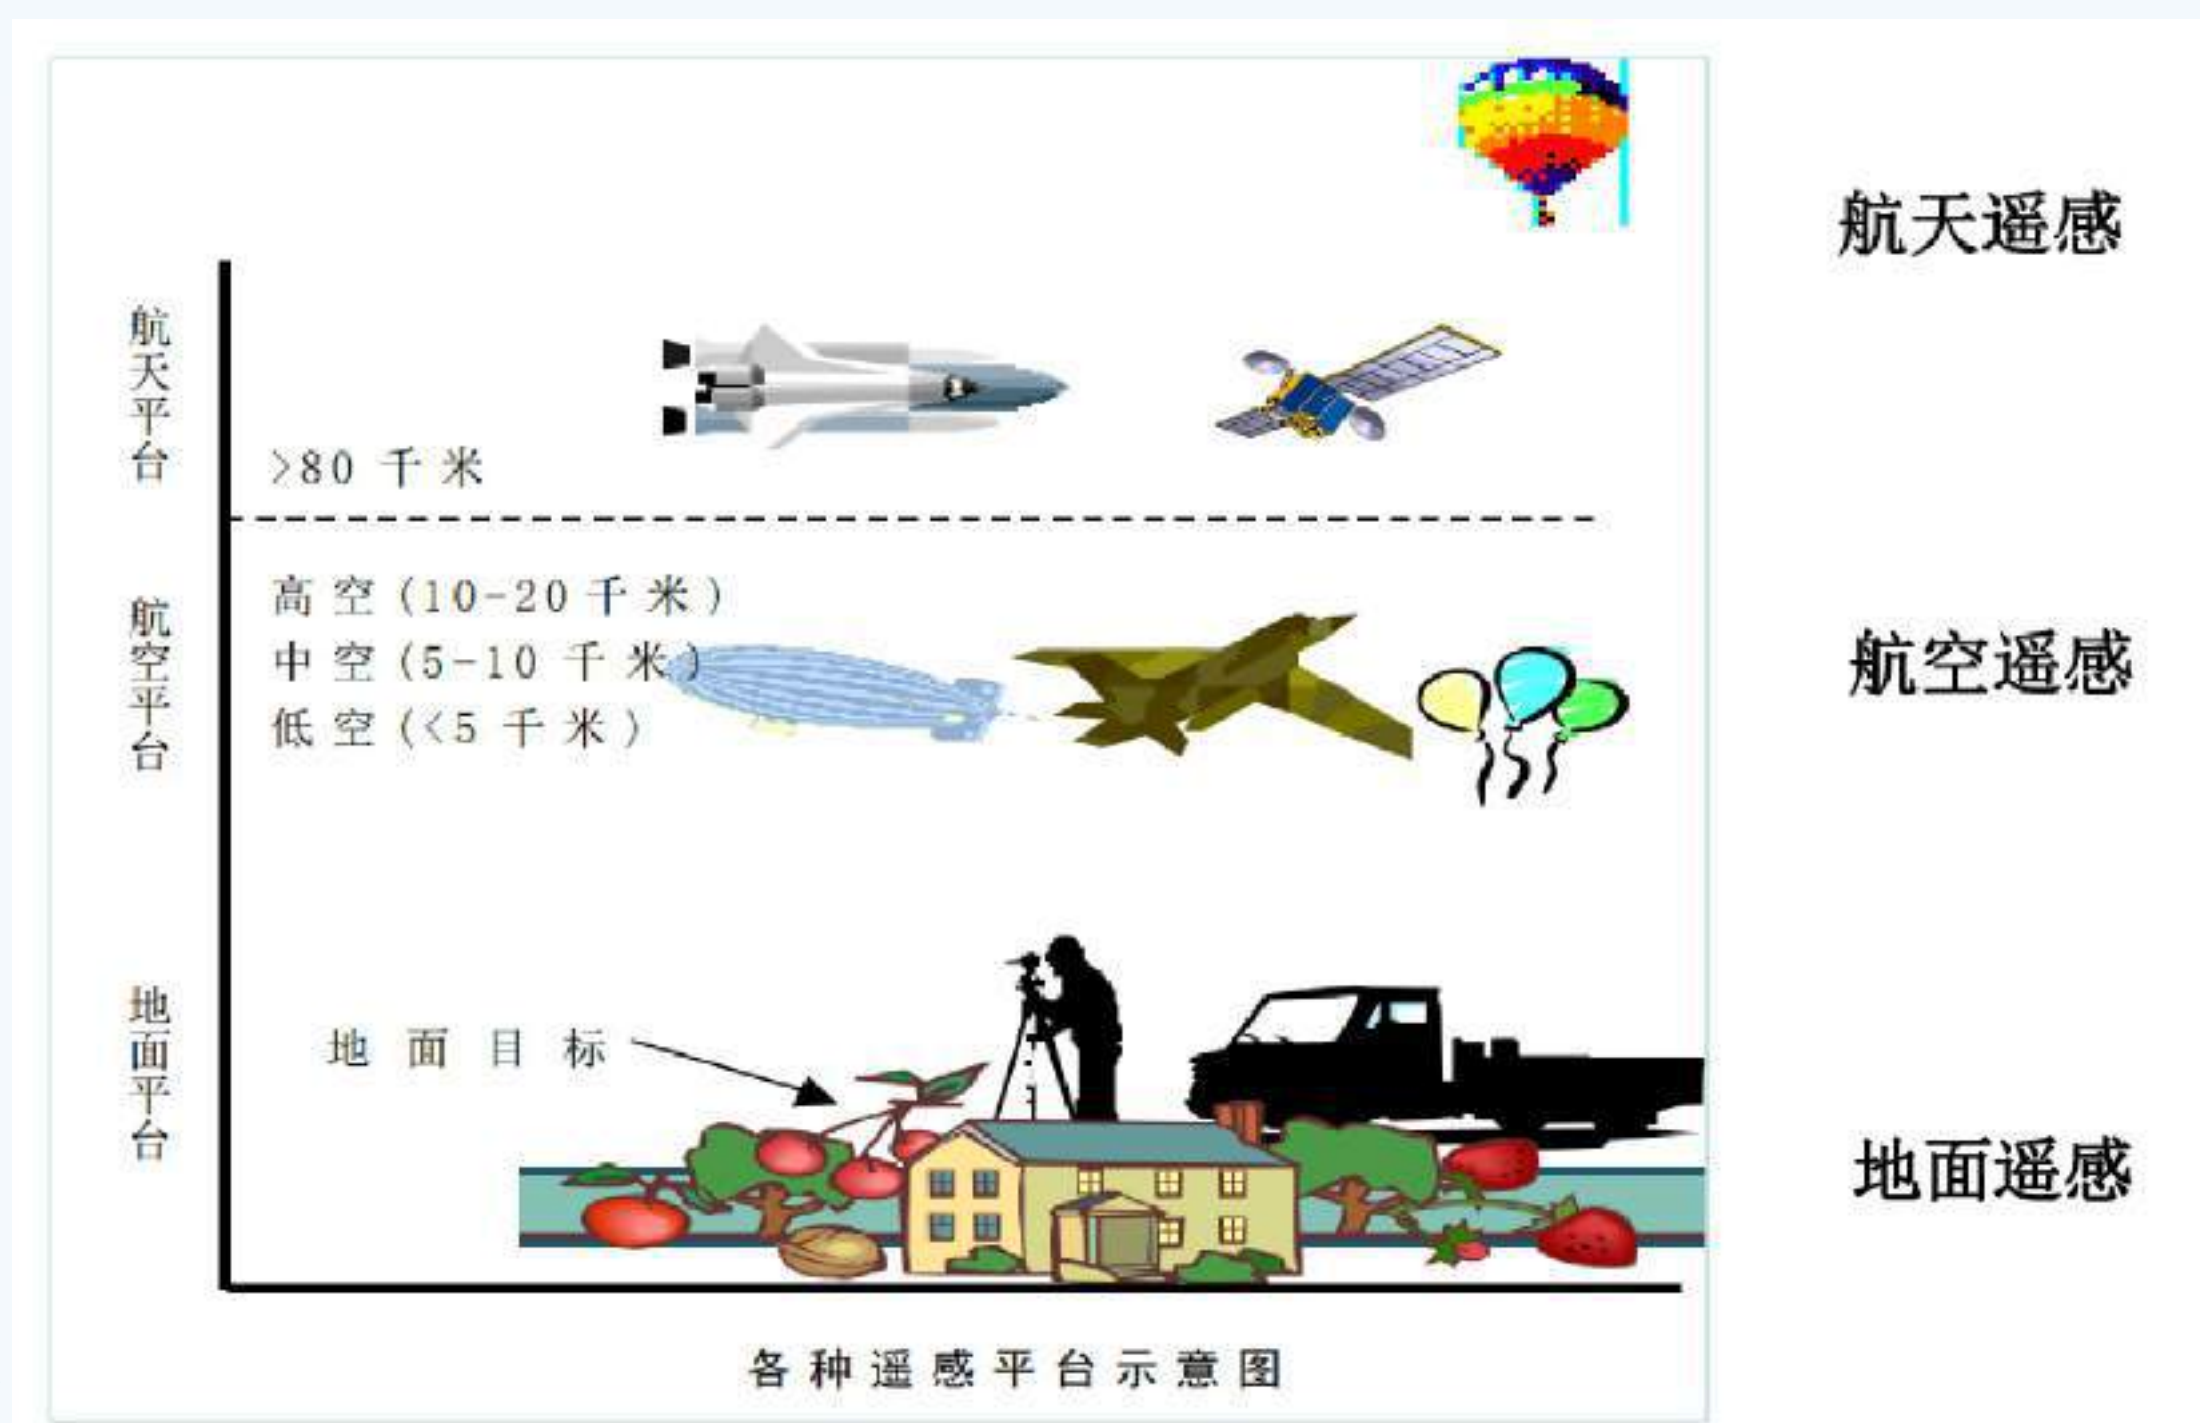 航天遥感
航天平台
>80 千米
高空(10-20千米)
航空平台
中空(5-10 千米)
航空遥感
低空(<5 千米)
地面平台
地面目标
地面遥感
各种遥感平台示意图